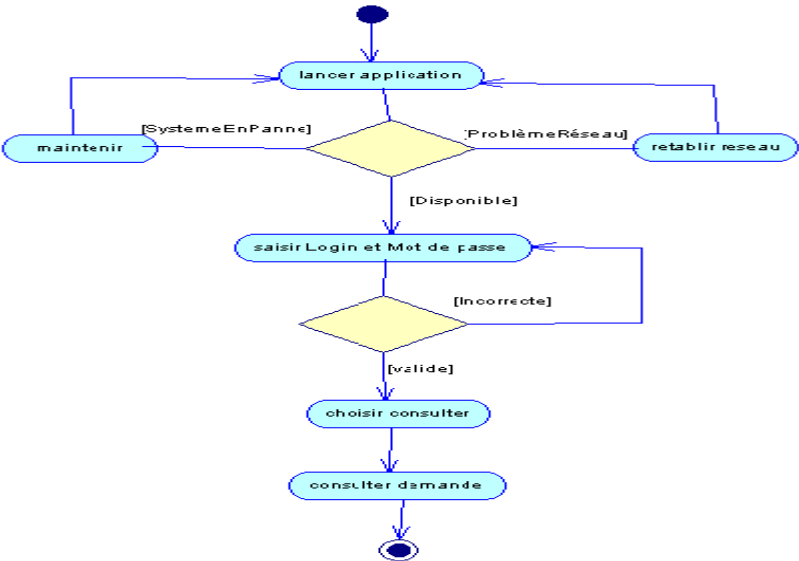 lancer application
[SystemeEnPanne]
ProblèmeRéseau]
maintenir
retablir reseau
[Disponible]
saisir Login et Mot de passe
[Incorrecte]
[valide]
choisir consulter
consulter demande